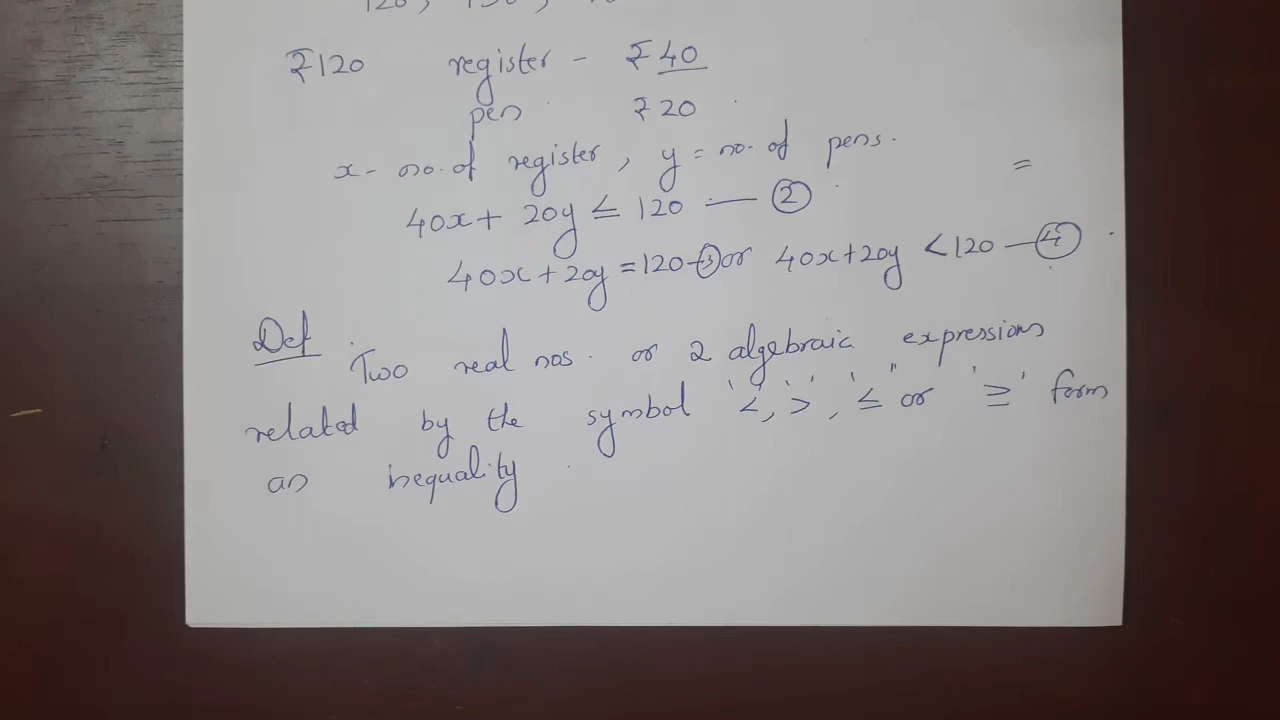 ₹120 register - ₹40
pen ₹20
x - no. of register, y = no. of pens.
=
40x + 20y ≤ 120 — ②
40x + 20y = 120 - ③ or 40x + 20y < 120 — ④
Def Two real nos. or 2 algebraic expressions
related by the symbol '<', '>', '≤" or '≥' form
an inequality.